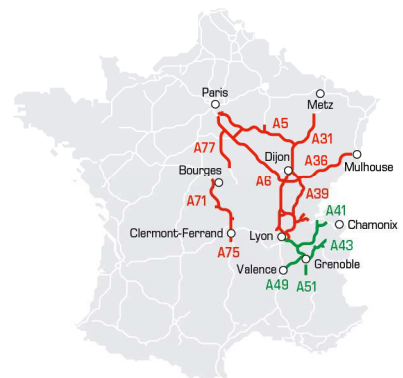 Paris
Metz
A5
A31
A77
Dijon
A36
Mulhouse
Bourges
A6
A39
A71
A41
Chamonix
Clermont-Ferrand
Lyon
A43
A75
Grenoble
Valence
A49
A51